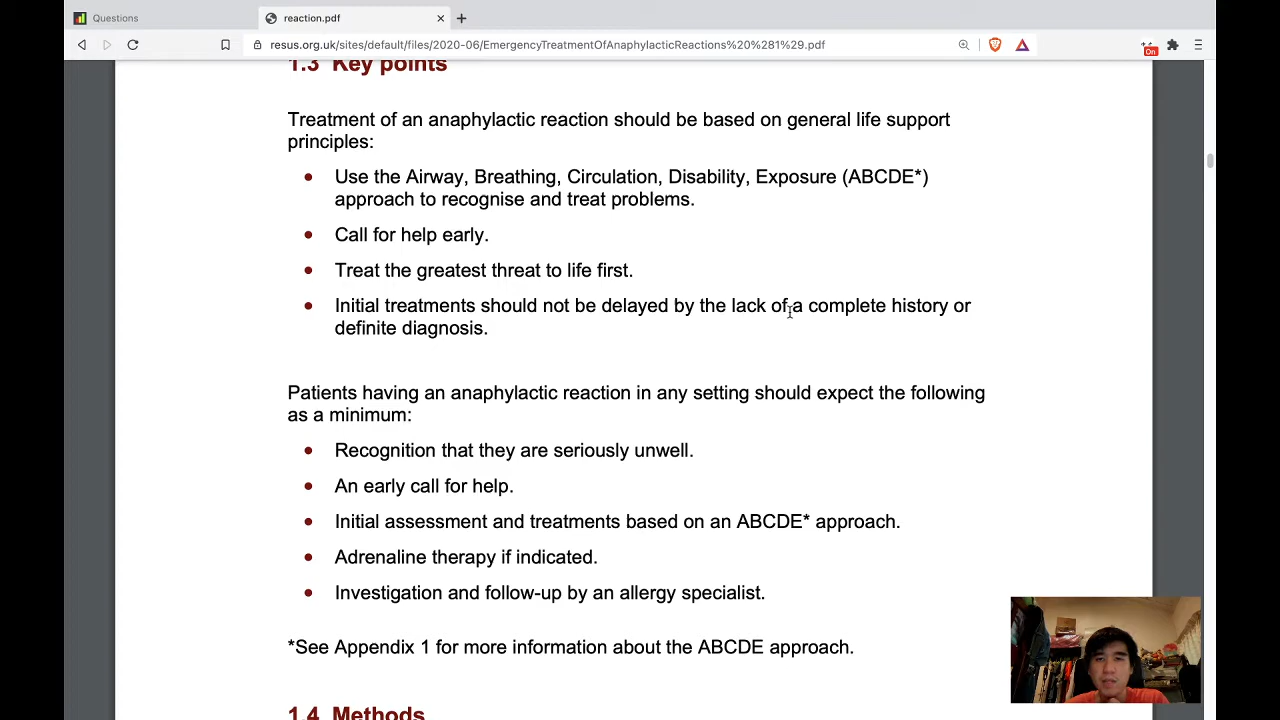 Questions
reaction.pdf
resus.org.uk/sites/default/files/2020-06/EmergencyTreatmentOfAnaphylacticReactions%20%281%29.pdf
On
1.3 Key points
Treatment of an anaphylactic reaction should be based on general life support
principles:
• Use the Airway, Breathing, Circulation, Disability, Exposure (ABCDE*)
approach to recognise and treat problems.
• Call for help early.
• Treat the greatest threat to life first.
• Initial treatments should not be delayed by the lack of a complete history or
definite diagnosis.
Patients having an anaphylactic reaction in any setting should expect the following
as a minimum:
• Recognition that they are seriously unwell.
• An early call for help.
• Initial assessment and treatments based on an ABCDE* approach.
• Adrenaline therapy if indicated.
• Investigation and follow-up by an allergy specialist.
*See Appendix 1 for more information about the ABCDE approach.
1.4 Methods